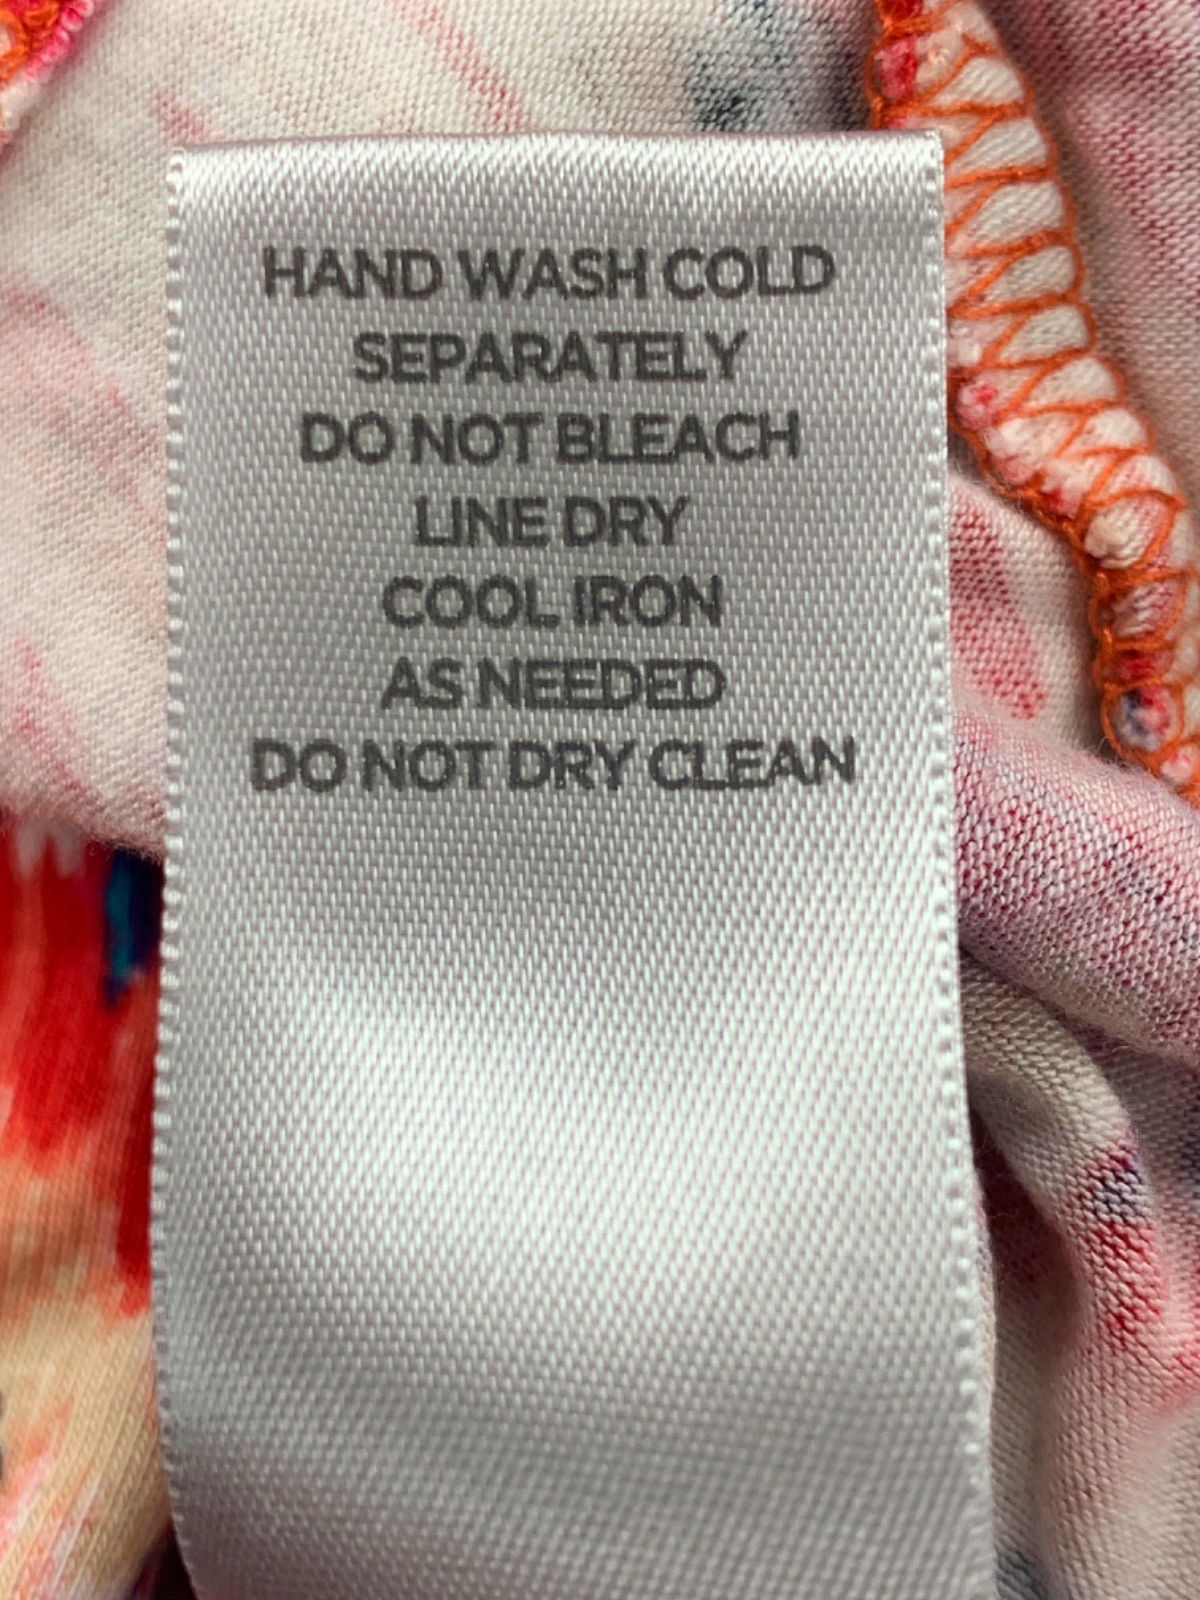 HAND WASH COLD
SEPARATELY
DO NOT BLEACH
LINE DRY
COOL IRON
AS NEEDED
DO NOT DRY CLEAN